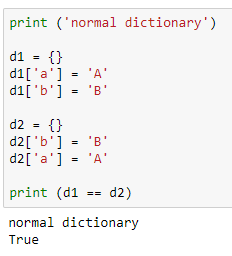 print ('normal dictionary')
d1 = {}
d1['a'] = 'A'
d1['b'] = 'B'
d2 = {}
d2['b'] = 'B'
d2['a'] = 'A'
print (d1 == d2)
normal dictionary
True